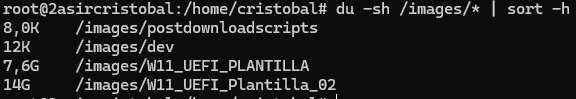 root@2asircristobal:/home/cristobal# du -sh /images/* | sort -h
8,0K    /images/postdownloadscripts
12K     /images/dev
7,6G    /images/W11_UEFI_PLANTILLA
14G     /images/W11_UEFI_Plantilla_02